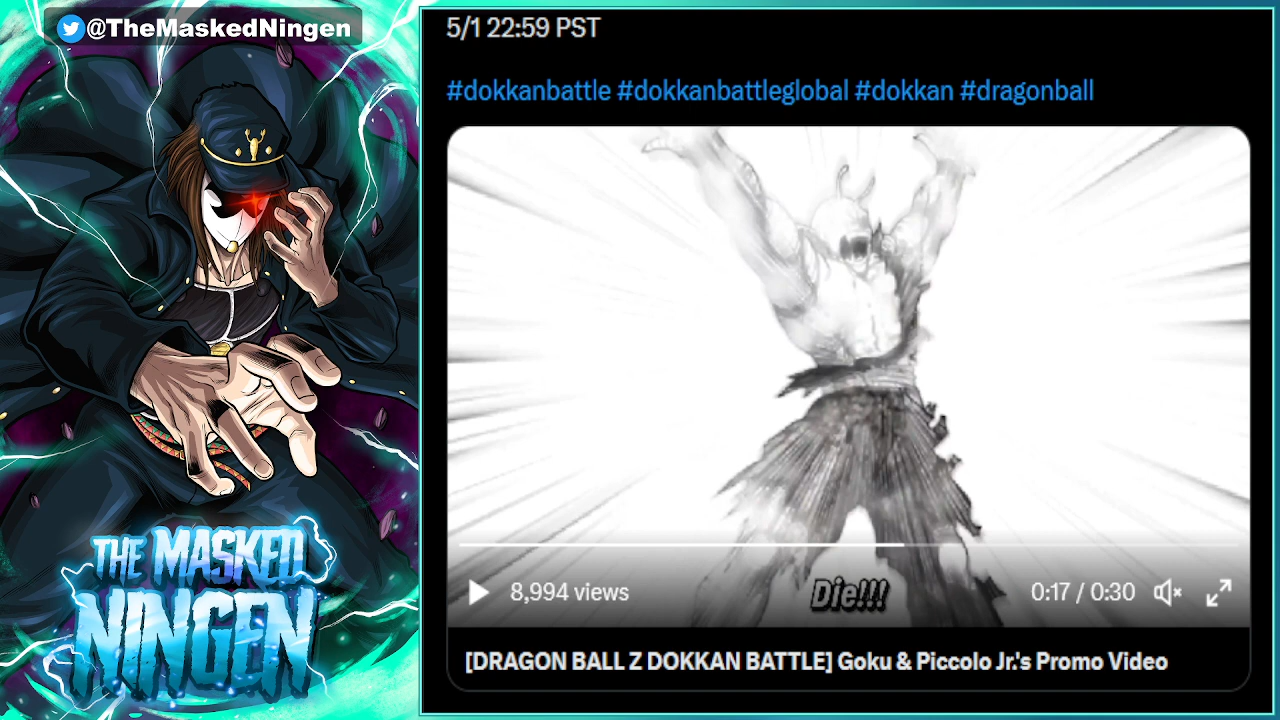 @TheMaskedNingen
5/1 22:59 PST
#dokkanbattle #dokkanbattleglobal #dokkan #dragonball
Die!!!
8,994 views
0:17 / 0:30
[DRAGON BALL Z DOKKAN BATTLE] Goku & Piccolo Jr.'s Promo Video
THE MASKED
NINGEN